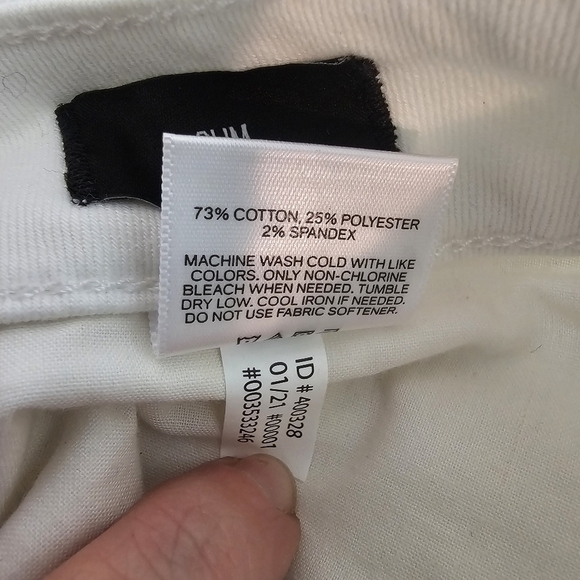 73% COTTON, 25% POLYESTER
2% SPANDEX
MACHINE WASH COLD WITH LIKE
COLORS. ONLY NON-CHLORINE
BLEACH WHEN NEEDED. TUMBLE
DRY LOW. COOL IRON IF NEEDED.
DO NOT USE FABRIC SOFTENER.
ID # 400328
01/21 #00001
#003533246